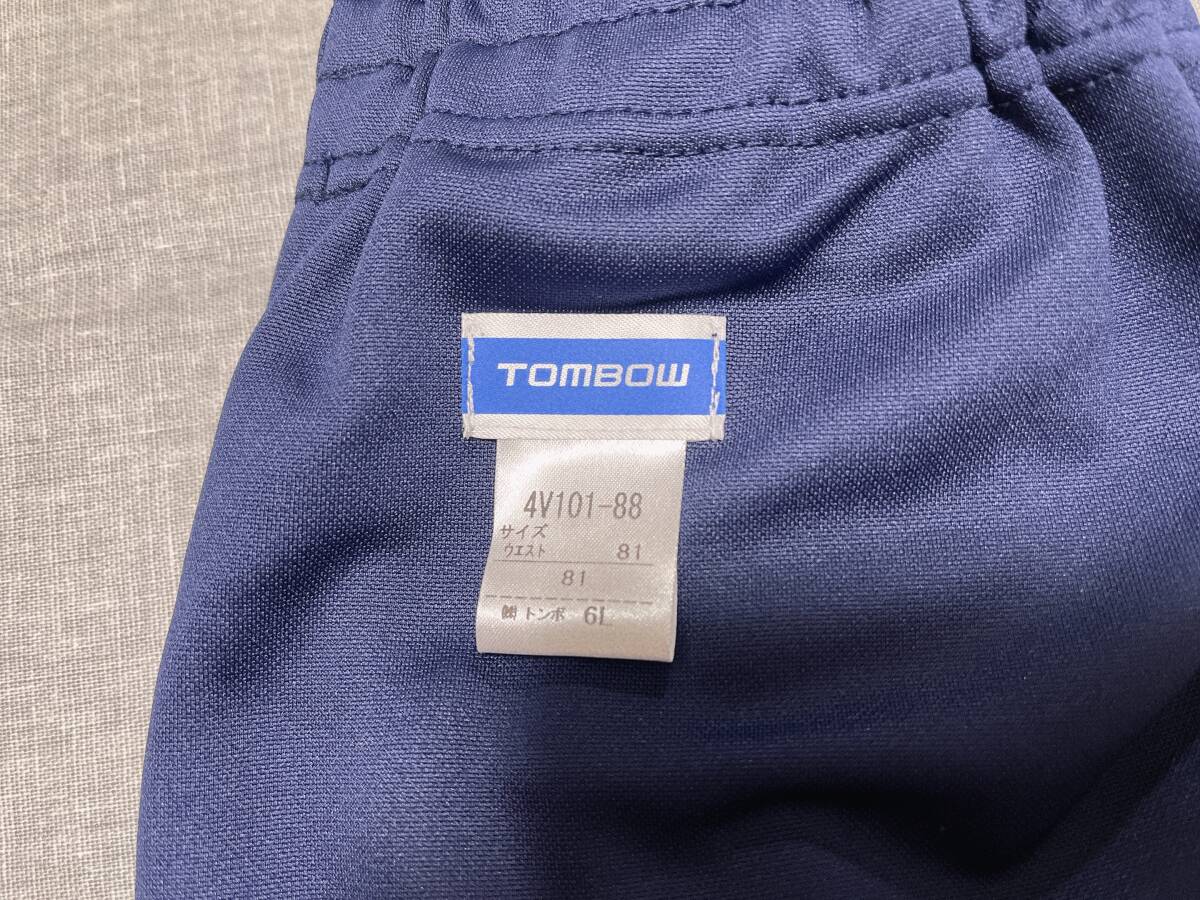 TOMBOW
4V101-88
サイズ
ウエスト 81
81
㈱トンボ 6L